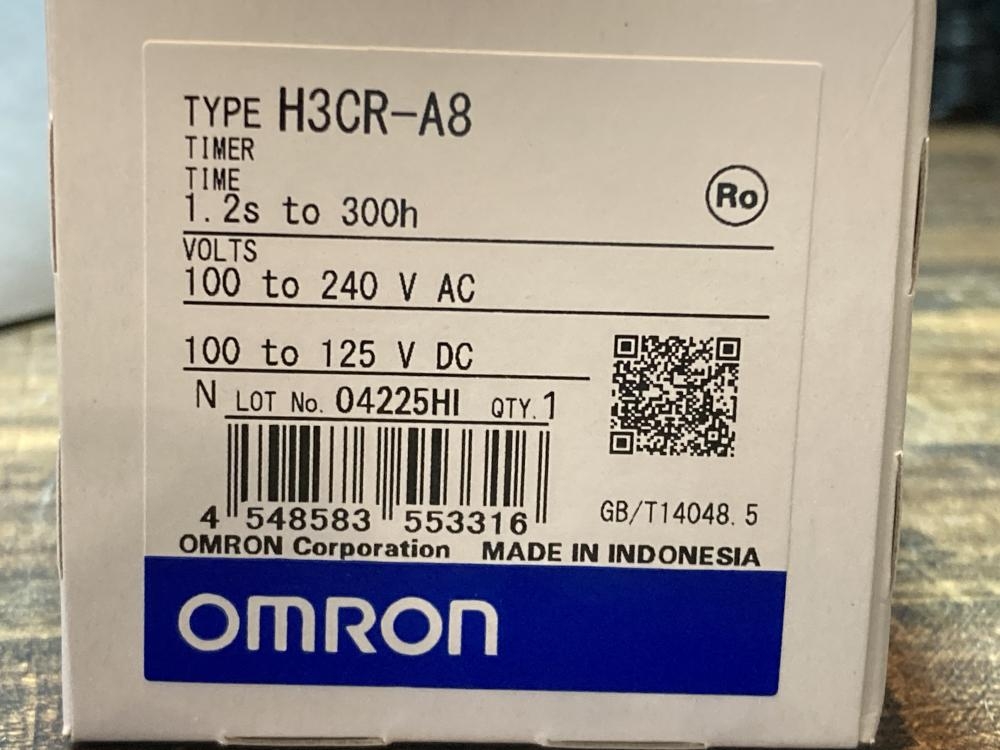 TYPE H3CR-A8
TIMER
TIME
1.2s to 300h
Ro
VOLTS
100 to 240 V AC
100 to 125 V DC
N LOT No. 04225HI QTY.1
4 548583 553316
GB/T14048.5
OMRON Corporation MADE IN INDONESIA
OMRON